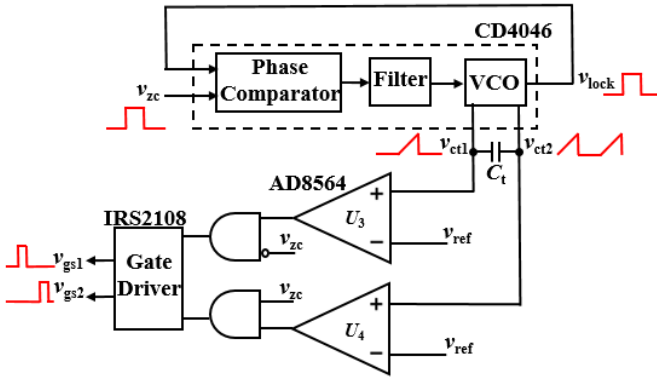 CD4046
Phase
Comparator
Filter
VCO
vzc
vlock
vct1
vct2
Ct
AD8564
+
U3
−
vref
vzc
IRS2108
Gate
Driver
vgs1
vgs2
vzc
+
U4
−
vref